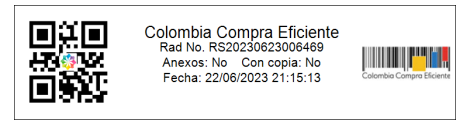 Colombia Compra Eficiente
Rad No. RS20230623006469
Anexos: No Con copia: No
Fecha: 22/06/2023 21:15:13
Colombia Compra Eficiente